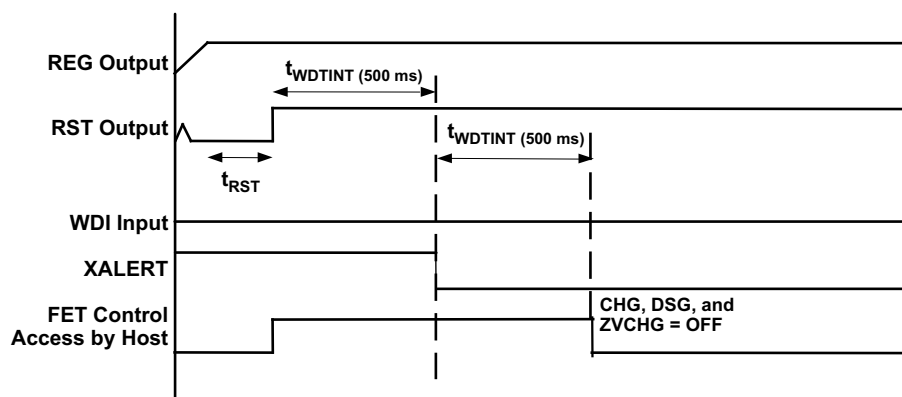 REG Output
tWDTINT (500 ms)
RST Output
tWDTINT (500 ms)
tRST
WDI Input
XALERT
FET Control
Access by Host
CHG, DSG, and
ZVCHG = OFF